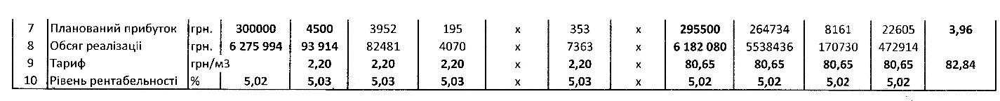 7 Планований прибуток грн. 300000 4500 3952 195 х 353 х 295500 264734 8161 22605 3,96
8 Обсяг реалізаціі грн. 6 275 994 93 914 82481 4070 х 7363 х 6 182 080 5538436 170730 472914
9 Тариф грн/м3 2,20 2,20 2,20 х 2,20 х 80,65 80,65 80,65 80,65 82,84
10 Рівень рентабельності % 5,02 5,03 5,03 5,03 х 5,03 х 5,02 5,02 5,02 5,02